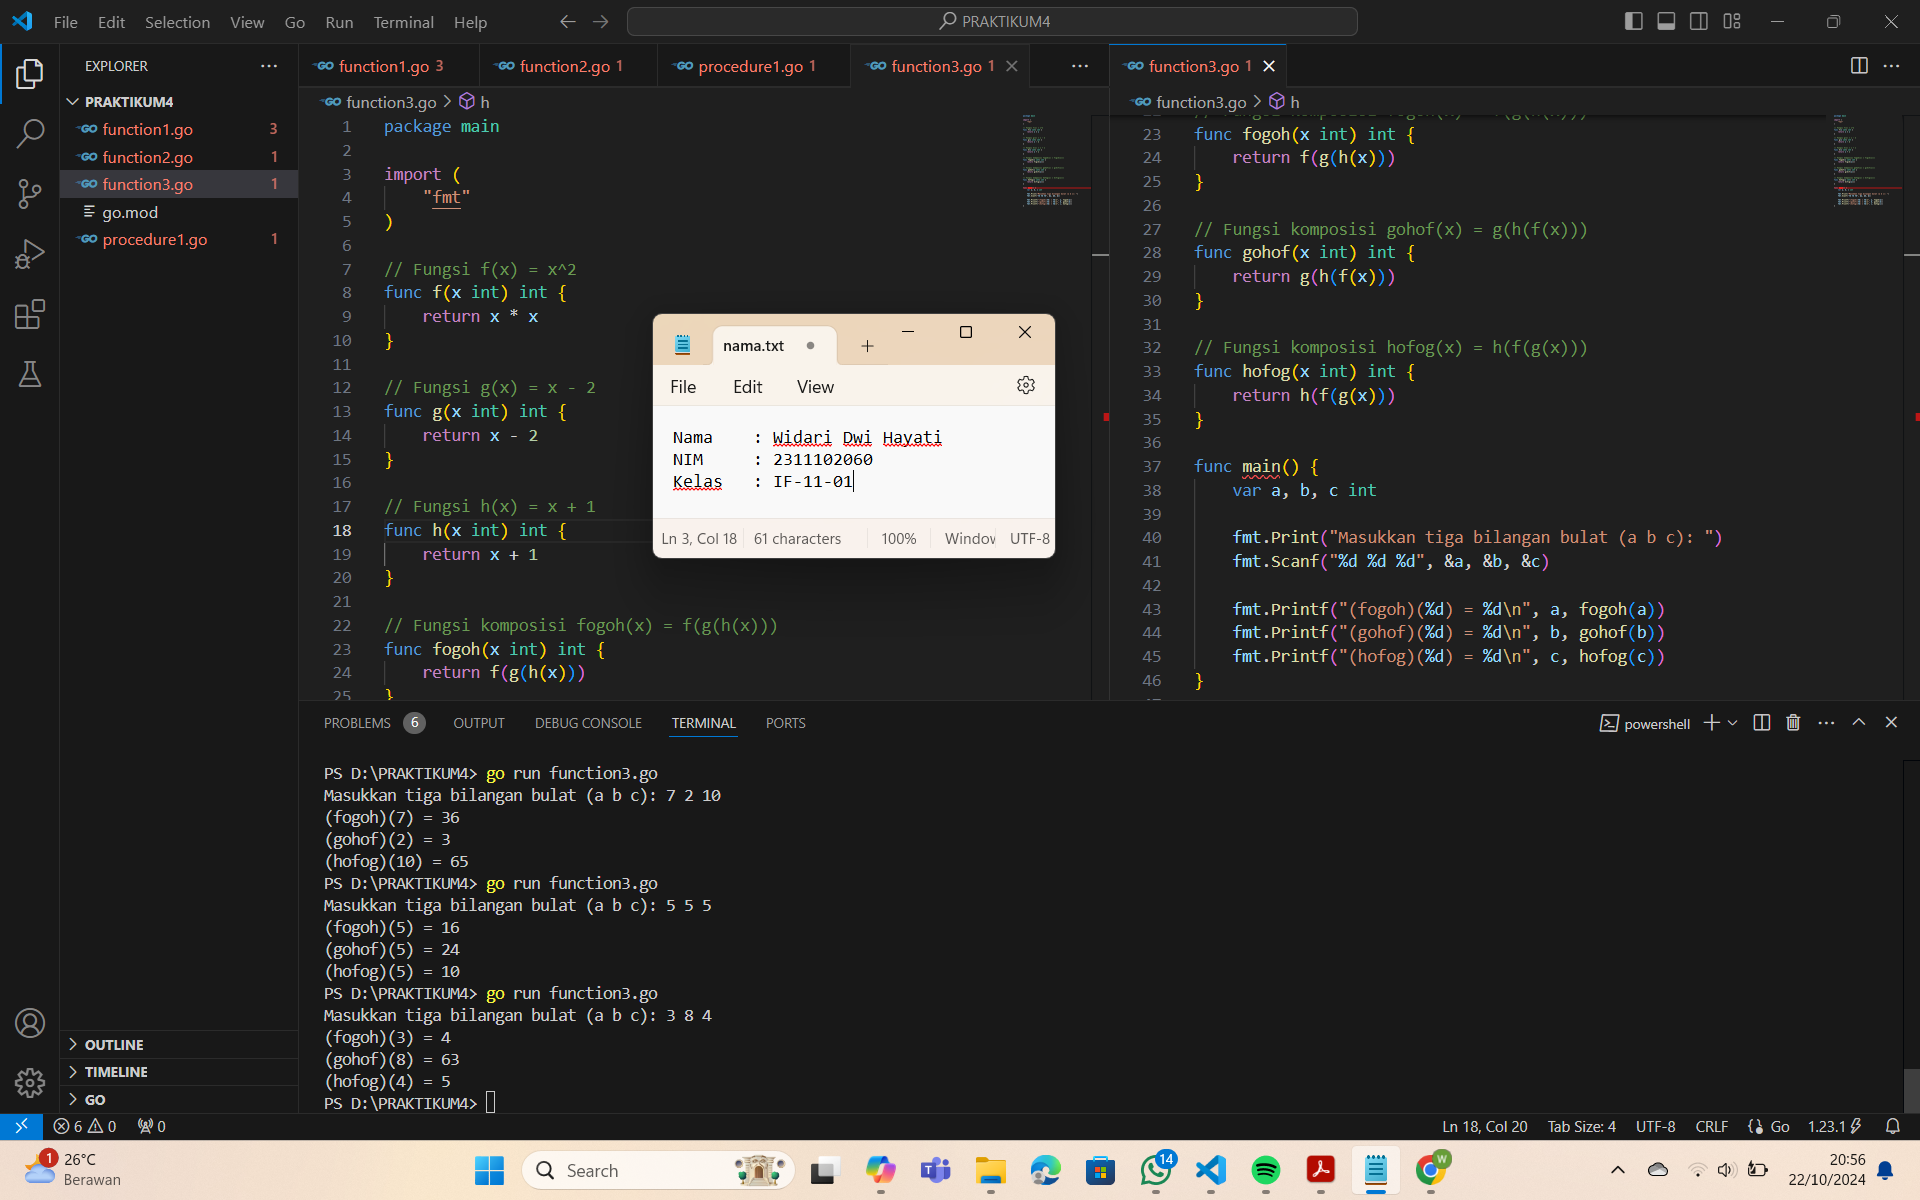 File Edit Selection View Go Run Terminal Help
PRAKTIKUM4
EXPLORER
PRAKTIKUM4
function1.go 3
function2.go 1
function3.go 1
go.mod
procedure1.go 1
OUTLINE
TIMELINE
GO
function1.go 3 function2.go 1 procedure1.go 1 function3.go 1
function3.go > h
1 package main
2
3 import (
4 "fmt"
5 )
6
7 // Fungsi f(x) = x^2
8 func f(x int) int {
9 return x * x
10 }
11
12 // Fungsi g(x) = x - 2
13 func g(x int) int {
14 return x - 2
15 }
16
17 // Fungsi h(x) = x + 1
18 func h(x int) int {
19 return x + 1
20 }
21
22 // Fungsi komposisi fogoh(x) = f(g(h(x)))
23 func fogoh(x int) int {
24 return f(g(h(x)))
25 }
function3.go 1
function3.go > h
23 func fogoh(x int) int {
24 return f(g(h(x)))
25 }
26
27 // Fungsi komposisi gohof(x) = g(h(f(x)))
28 func gohof(x int) int {
29 return g(h(f(x)))
30 }
31
32 // Fungsi komposisi hofog(x) = h(f(g(x)))
33 func hofog(x int) int {
34 return h(f(g(x)))
35 }
36
37 func main() {
38 var a, b, c int
39
40 fmt.Print("Masukkan tiga bilangan bulat (a b c): ")
41 fmt.Scanf("%d %d %d", &a, &b, &c)
42
43 fmt.Printf("(fogoh)(%d) = %d\n", a, fogoh(a))
44 fmt.Printf("(gohof)(%d) = %d\n", b, gohof(b))
45 fmt.Printf("(hofog)(%d) = %d\n", c, hofog(c))
46 }
nama.txt
File Edit View
Nama : Widari Dwi Hayati
NIM : 2311102060
Kelas : IF-11-01
Ln 3, Col 18 61 characters 100% Window UTF-8
PROBLEMS 6 OUTPUT DEBUG CONSOLE TERMINAL PORTS
powershell
PS D:\PRAKTIKUM4> go run function3.go
Masukkan tiga bilangan bulat (a b c): 7 2 10
(fogoh)(7) = 36
(gohof)(2) = 3
(hofog)(10) = 65
PS D:\PRAKTIKUM4> go run function3.go
Masukkan tiga bilangan bulat (a b c): 5 5 5
(fogoh)(5) = 16
(gohof)(5) = 24
(hofog)(5) = 10
PS D:\PRAKTIKUM4> go run function3.go
Masukkan tiga bilangan bulat (a b c): 3 8 4
(fogoh)(3) = 4
(gohof)(8) = 63
(hofog)(4) = 5
PS D:\PRAKTIKUM4>
6 0 0
Ln 18, Col 20 Tab Size: 4 UTF-8 CRLF Go 1.23.1
1 26°C
Berawan
Search
14
W
20:56
22/10/2024